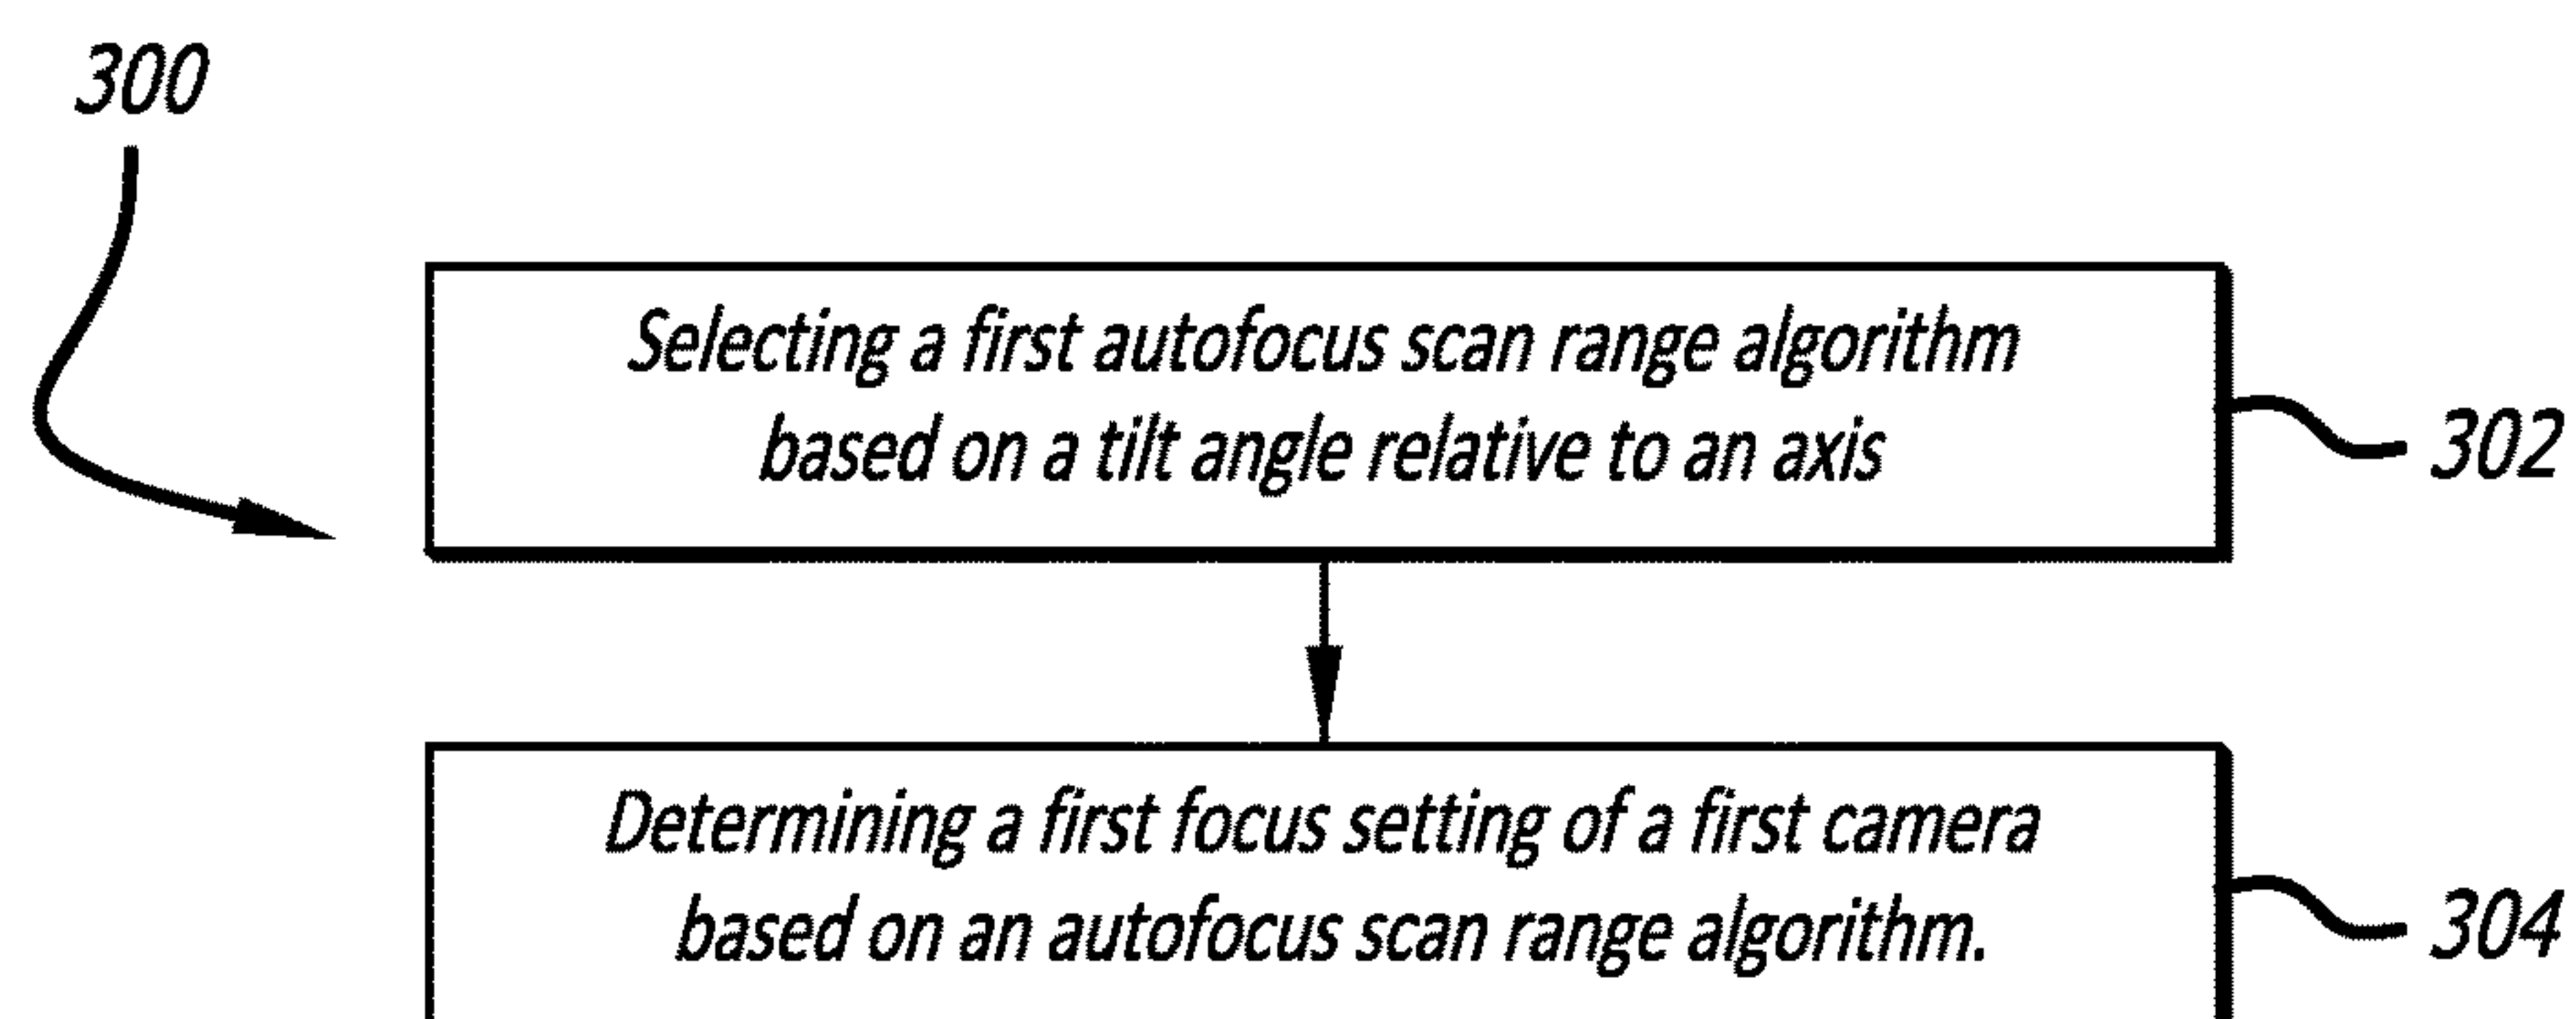 300
Selecting a first autofocus scan range algorithm
based on a tilt angle relative to an axis
302
Determining a first focus setting of a first camera
based on an autofocus scan range algorithm.
304